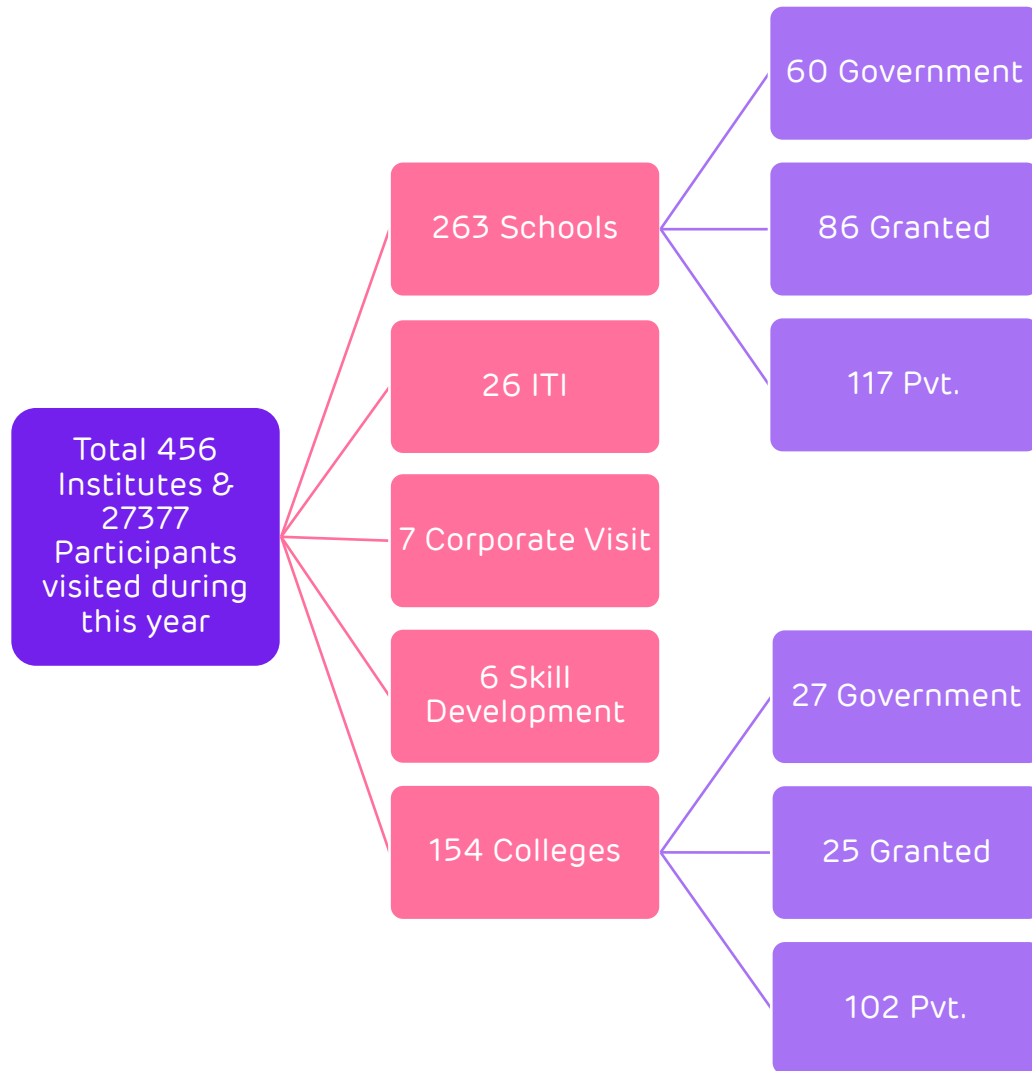 Total 456
Institutes &
27377
Participants
visited during
this year
263 Schools
26 ITI
7 Corporate Visit
6 Skill
Development
154 Colleges
60 Government
86 Granted
117 Pvt.
27 Government
25 Granted
102 Pvt.